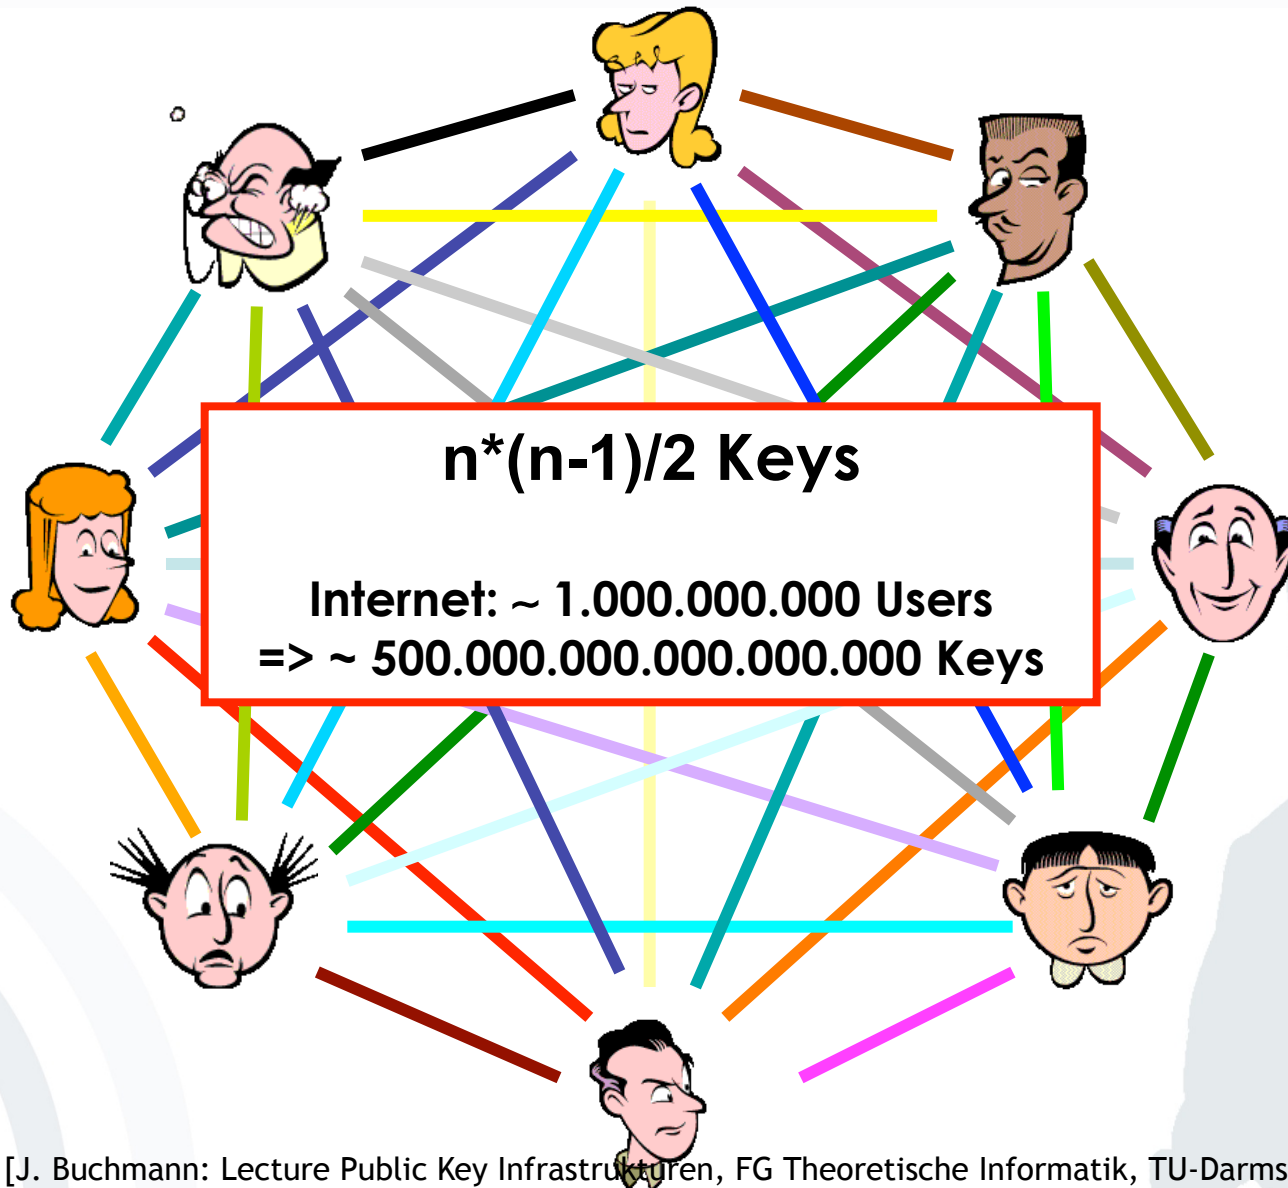 n*(n-1)/2 Keys
Internet: ~ 1.000.000.000 Users
=> ~ 500.000.000.000.000.000 Keys
[J. Buchmann: Lecture Public Key Infrastrukturen, FG Theoretische Informatik, TU-Darms